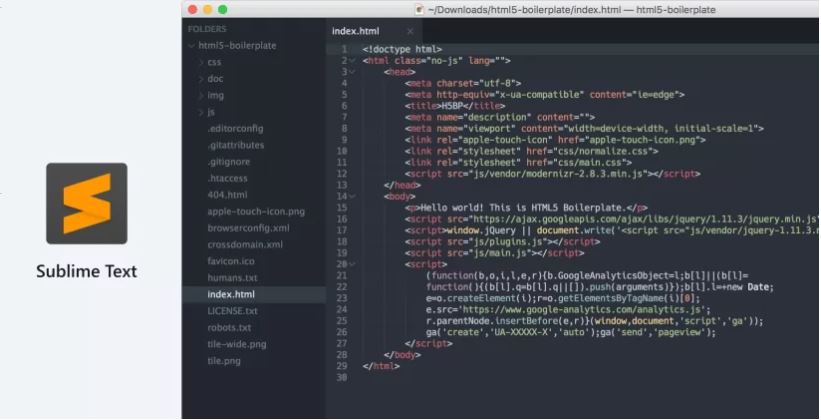 ~/Downloads/html5-boilerplate/index.html — html5-boilerplate
FOLDERS
html5-boilerplate
css
doc
img
js
.editorconfig
.gitattributes
.gitignore
.htaccess
404.html
apple-touch-icon.png
browserconfig.xml
crossdomain.xml
favicon.ico
humans.txt
index.html
LICENSE.txt
robots.txt
tile-wide.png
tile.png
Sublime Text
index.html ×
1 <!doctype html>
2 <html class="no-js" lang="">
3 <head>
4 <meta charset="utf-8">
5 <meta http-equiv="x-ua-compatible" content="ie=edge">
6 <title>H5BP</title>
7 <meta name="description" content="">
8 <meta name="viewport" content="width=device-width, initial-scale=1">
9 <link rel="apple-touch-icon" href="apple-touch-icon.png">
10 <link rel="stylesheet" href="css/normalize.css">
11 <link rel="stylesheet" href="css/main.css">
12 <script src="js/vendor/modernizr-2.8.3.min.js"></script>
13 </head>
14 <body>
15 <p>Hello world! This is HTML5 Boilerplate.</p>
16 <script src="https://ajax.googleapis.com/ajax/libs/jquery/1.11.3/jquery.min.js"
17 <script>window.jQuery || document.write('<script src="js/vendor/jquery-1.11.3.m
18 <script src="js/plugins.js"></script>
19 <script src="js/main.js"></script>
20 <script>
21 (function(b,o,i,l,e,r){b.GoogleAnalyticsObject=l;b[l]||(b[l]=
22 function(){(b[l].q=b[l].q||[]).push(arguments)});b[l].l=+new Date;
23 e=o.createElement(i);r=o.getElementsByTagName(i)[0];
24 e.src='https://www.google-analytics.com/analytics.js';
25 r.parentNode.insertBefore(e,r)}(window,document,'script','ga'));
26 ga('create','UA-XXXXX-X','auto');ga('send','pageview');
27 </script>
28 </body>
29 </html>
30